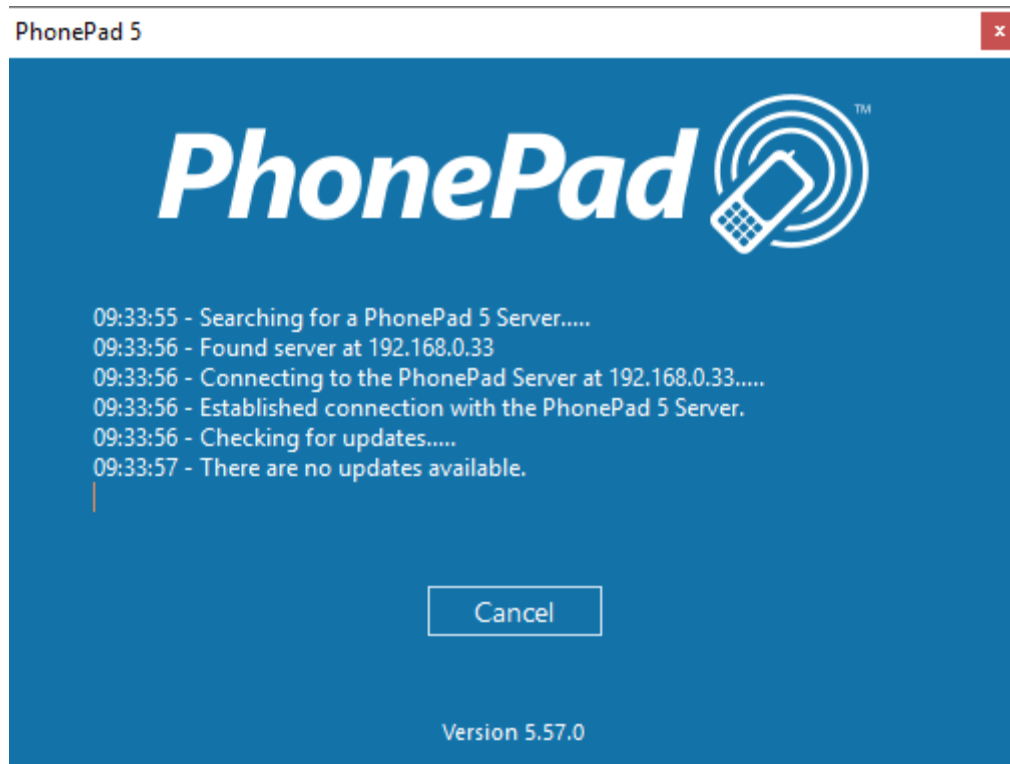 PhonePad 5
x
PhonePad™
09:33:55 - Searching for a PhonePad 5 Server.....
09:33:56 - Found server at 192.168.0.33
09:33:56 - Connecting to the PhonePad Server at 192.168.0.33.....
09:33:56 - Established connection with the PhonePad 5 Server.
09:33:56 - Checking for updates.....
09:33:57 - There are no updates available.
Cancel
Version 5.57.0